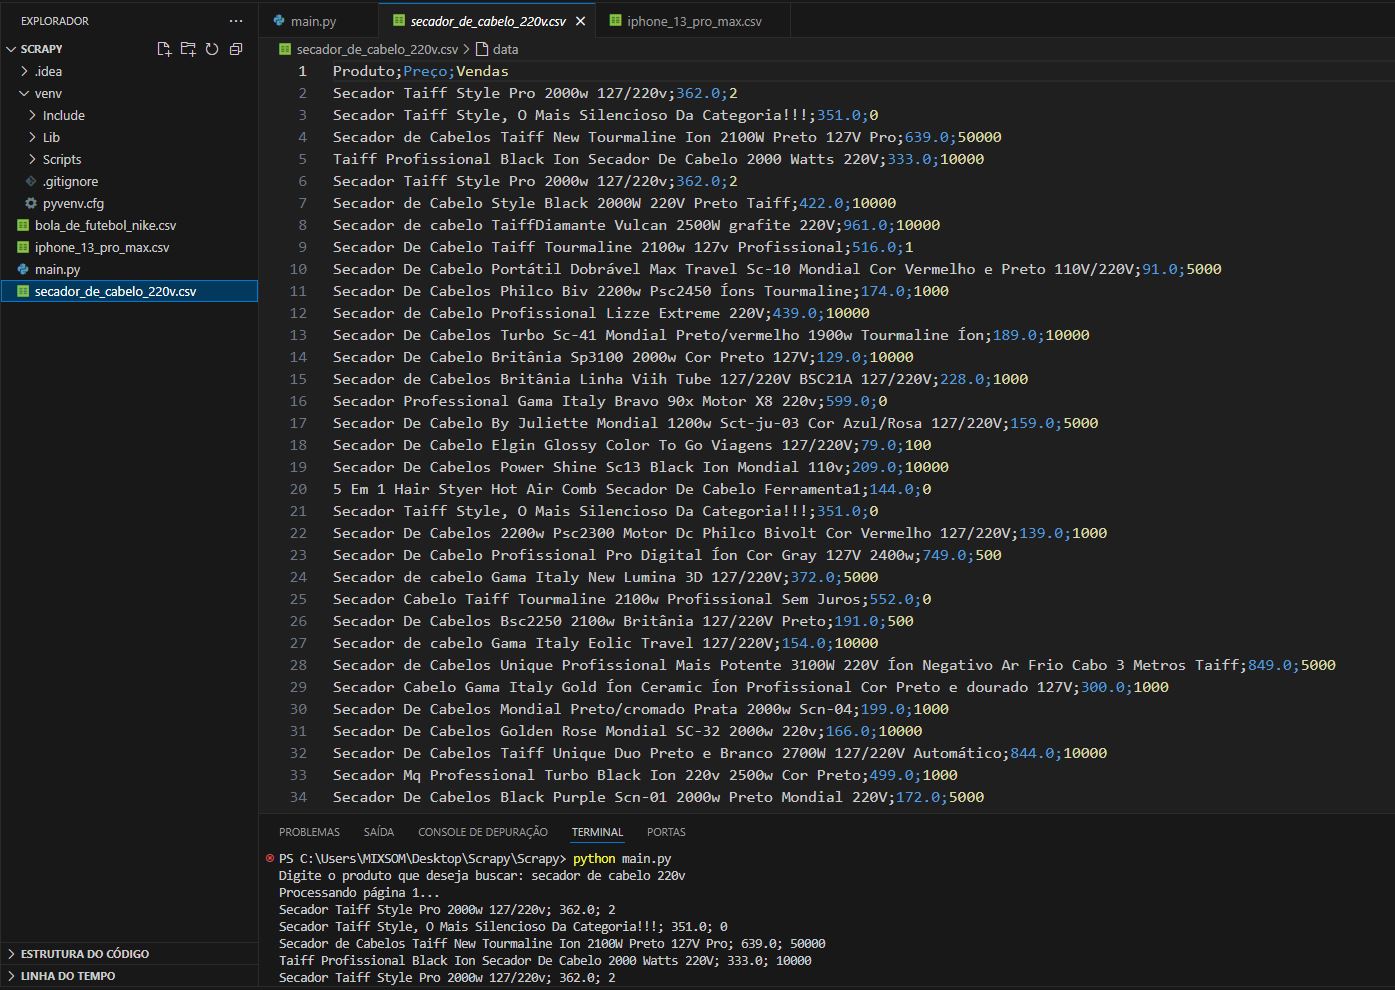 EXPLORADOR
SCRAPY
.idea
venv
Include
Lib
Scripts
.gitignore
pyvenv.cfg
bola_de_futebol_nike.csv
iphone_13_pro_max.csv
main.py
secador_de_cabelo_220v.csv
ESTRUTURA DO CÓDIGO
LINHA DO TEMPO
main.py secador_de_cabelo_220v.csv iphone_13_pro_max.csv
secador_de_cabelo_220v.csv > data
1 Produto;Preço;Vendas
2 Secador Taiff Style Pro 2000w 127/220v;362.0;2
3 Secador Taiff Style, O Mais Silencioso Da Categoria!!!;351.0;0
4 Secador de Cabelos Taiff New Tourmaline Ion 2100W Preto 127V Pro;639.0;50000
5 Taiff Profissional Black Ion Secador De Cabelo 2000 Watts 220V;333.0;10000
6 Secador Taiff Style Pro 2000w 127/220v;362.0;2
7 Secador de Cabelo Style Black 2000W 220V Preto Taiff;422.0;10000
8 Secador de cabelo TaiffDiamante Vulcan 2500W grafite 220V;961.0;10000
9 Secador De Cabelo Taiff Tourmaline 2100w 127v Profissional;516.0;1
10 Secador De Cabelo Portátil Dobrável Max Travel Sc-10 Mondial Cor Vermelho e Preto 110V/220V;91.0;5000
11 Secador De Cabelos Philco Biv 2200w Psc2450 Íons Tourmaline;174.0;1000
12 Secador de Cabelo Profissional Lizze Extreme 220V;439.0;10000
13 Secador De Cabelos Turbo Sc-41 Mondial Preto/vermelho 1900w Tourmaline Íon;189.0;10000
14 Secador De Cabelo Britânia Sp3100 2000w Cor Preto 127V;129.0;10000
15 Secador de Cabelos Britânia Linha Viih Tube 127/220V BSC21A 127/220V;228.0;1000
16 Secador Professional Gama Italy Bravo 90x Motor X8 220v;599.0;0
17 Secador De Cabelo By Juliette Mondial 1200w Sct-ju-03 Cor Azul/Rosa 127/220V;159.0;5000
18 Secador De Cabelo Elgin Glossy Color To Go Viagens 127/220V;79.0;100
19 Secador De Cabelos Power Shine Sc13 Black Ion Mondial 110v;209.0;10000
20 5 Em 1 Hair Styer Hot Air Comb Secador De Cabelo Ferramenta1;144.0;0
21 Secador Taiff Style, O Mais Silencioso Da Categoria!!!;351.0;0
22 Secador De Cabelos 2200w Psc2300 Motor Dc Philco Bivolt Cor Vermelho 127/220V;139.0;1000
23 Secador De Cabelo Profissional Pro Digital Íon Cor Gray 127V 2400w;749.0;500
24 Secador de cabelo Gama Italy New Lumina 3D 127/220V;372.0;5000
25 Secador Cabelo Taiff Tourmaline 2100w Profissional Sem Juros;552.0;0
26 Secador De Cabelos Bsc2250 2100w Britânia 127/220V Preto;191.0;500
27 Secador de cabelo Gama Italy Eolic Travel 127/220V;154.0;10000
28 Secador de Cabelos Unique Profissional Mais Potente 3100W 220V Íon Negativo Ar Frio Cabo 3 Metros Taiff;849.0;5000
29 Secador Cabelo Gama Italy Gold Íon Ceramic Íon Profissional Cor Preto e dourado 127V;300.0;1000
30 Secador De Cabelos Mondial Preto/cromado Prata 2000w Scn-04;199.0;1000
31 Secador De Cabelos Golden Rose Mondial SC-32 2000w 220v;166.0;10000
32 Secador De Cabelos Taiff Unique Duo Preto e Branco 2700W 127/220V Automático;844.0;10000
33 Secador Mq Professional Turbo Black Ion 220v 2500w Cor Preto;499.0;1000
34 Secador De Cabelos Black Purple Scn-01 2000w Preto Mondial 220V;172.0;5000
PROBLEMAS SAÍDA CONSOLE DE DEPURAÇÃO TERMINAL PORTAS
PS C:\Users\MIXSOM\Desktop\Scrapy\Scrapy> python main.py
Digite o produto que deseja buscar: secador de cabelo 220v
Processando página 1...
Secador Taiff Style Pro 2000w 127/220v; 362.0; 2
Secador Taiff Style, O Mais Silencioso Da Categoria!!!; 351.0; 0
Secador de Cabelos Taiff New Tourmaline Ion 2100W Preto 127V Pro; 639.0; 50000
Taiff Profissional Black Ion Secador De Cabelo 2000 Watts 220V; 333.0; 10000
Secador Taiff Style Pro 2000w 127/220v; 362.0; 2